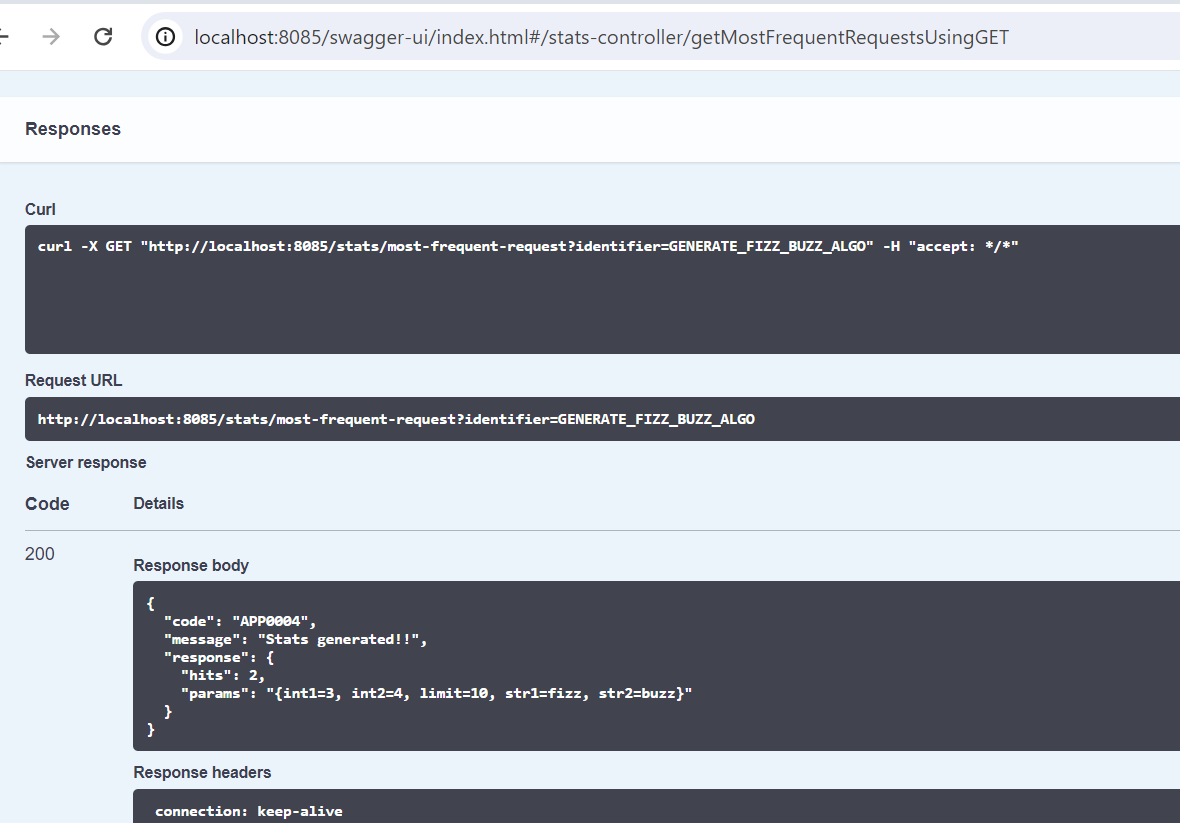 localhost:8085/swagger-ui/index.html#/stats-controller/getMostFrequentRequestsUsingGET
Responses
Curl
curl -X GET "http://localhost:8085/stats/most-frequent-request?identifier=GENERATE_FIZZ_BUZZ_ALGO" -H "accept: */*"
Request URL
http://localhost:8085/stats/most-frequent-request?identifier=GENERATE_FIZZ_BUZZ_ALGO
Server response
Code Details
200
Response body
{
  "code": "APP0004",
  "message": "Stats generated!!",
  "response": {
    "hits": 2,
    "params": "{int1=3, int2=4, limit=10, str1=fizz, str2=buzz}"
  }
}
Response headers
connection: keep-alive